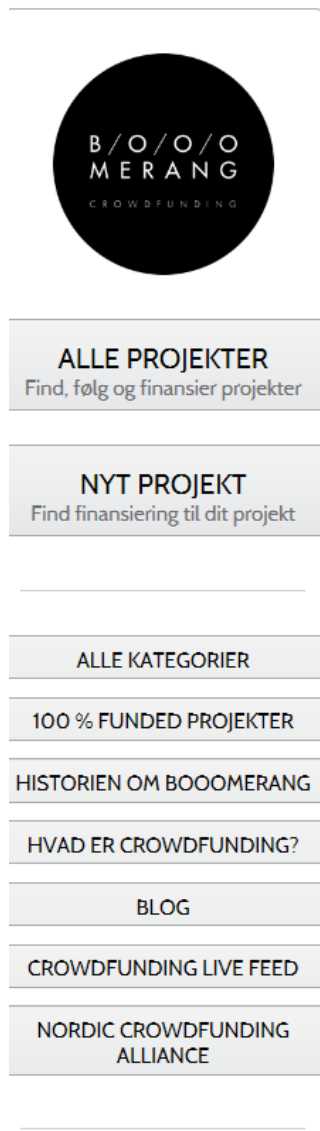 B/O/O/O
MERANG
CROWDFUNDING
ALLE PROJEKTER
Find, følg og finansier projekter
NYT PROJEKT
Find finansiering til dit projekt
ALLE KATEGORIER
100 % FUNDED PROJEKTER
HISTORIEN OM BOOOMERANG
HVAD ER CROWDFUNDING?
BLOG
CROWDFUNDING LIVE FEED
NORDIC CROWDFUNDING
ALLIANCE